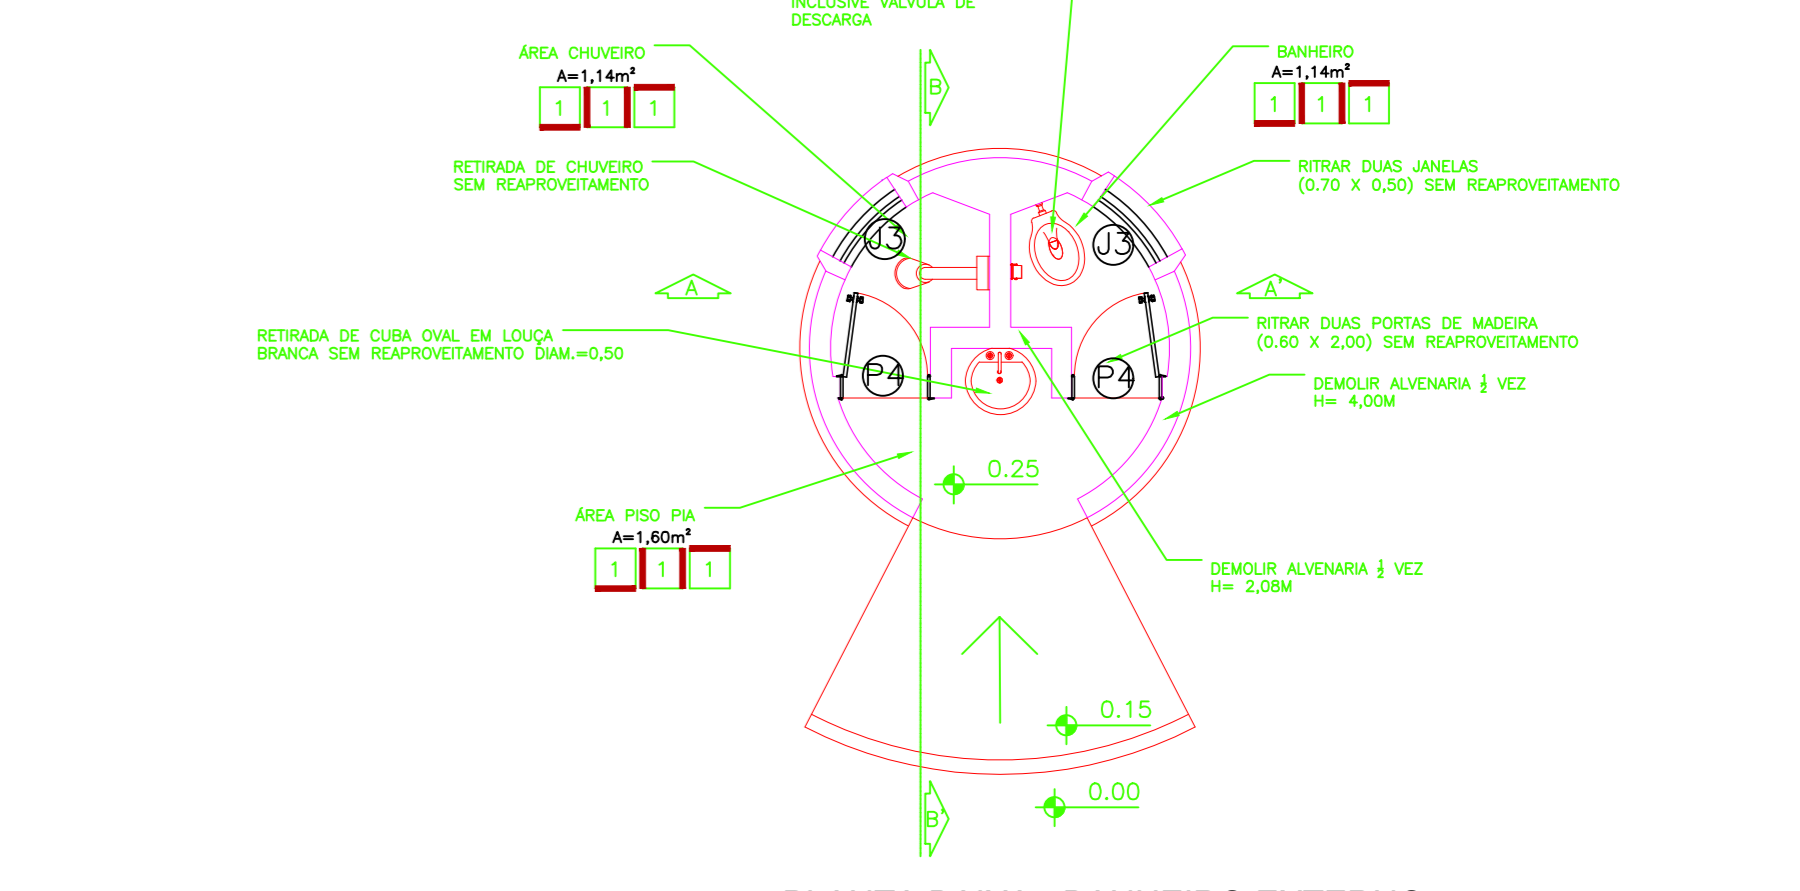 INCLUSIVE VÁLVULA DE
DESCARGA
ÁREA CHUVEIRO
A=1,14m²
1 1 1
B
BANHEIRO
A=1,14m²
1 1 1
RETIRADA DE CHUVEIRO
SEM REAPROVEITAMENTO
RITRAR DUAS JANELAS
(0.70 X 0,50) SEM REAPROVEITAMENTO
J3
J3
A
A'
RETIRADA DE CUBA OVAL EM LOUÇA
BRANCA SEM REAPROVEITAMENTO DIAM.=0,50
RITRAR DUAS PORTAS DE MADEIRA
(0.60 X 2,00) SEM REAPROVEITAMENTO
P4
P4
DEMOLIR ALVENARIA ½ VEZ
H= 4,00M
0.25
ÁREA PISO PIA
A=1,60m²
1 1 1
DEMOLIR ALVENARIA ½ VEZ
H= 2,08M
0.15
0.00
B'